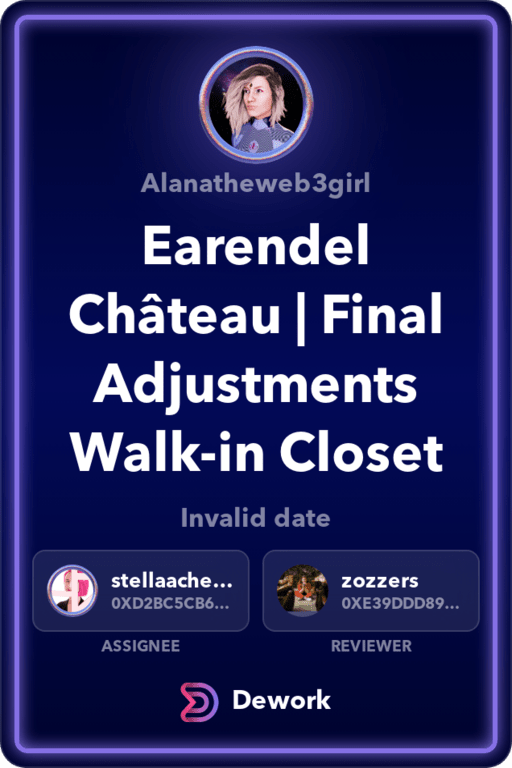 Alanatheweb3girl
Earendel
Château | Final
Adjustments
Walk-in Closet
Invalid date
stellaache...
0XD2BC5CB6...
ASSIGNEE
zozzers
0XE39DDD89...
REVIEWER
Dework